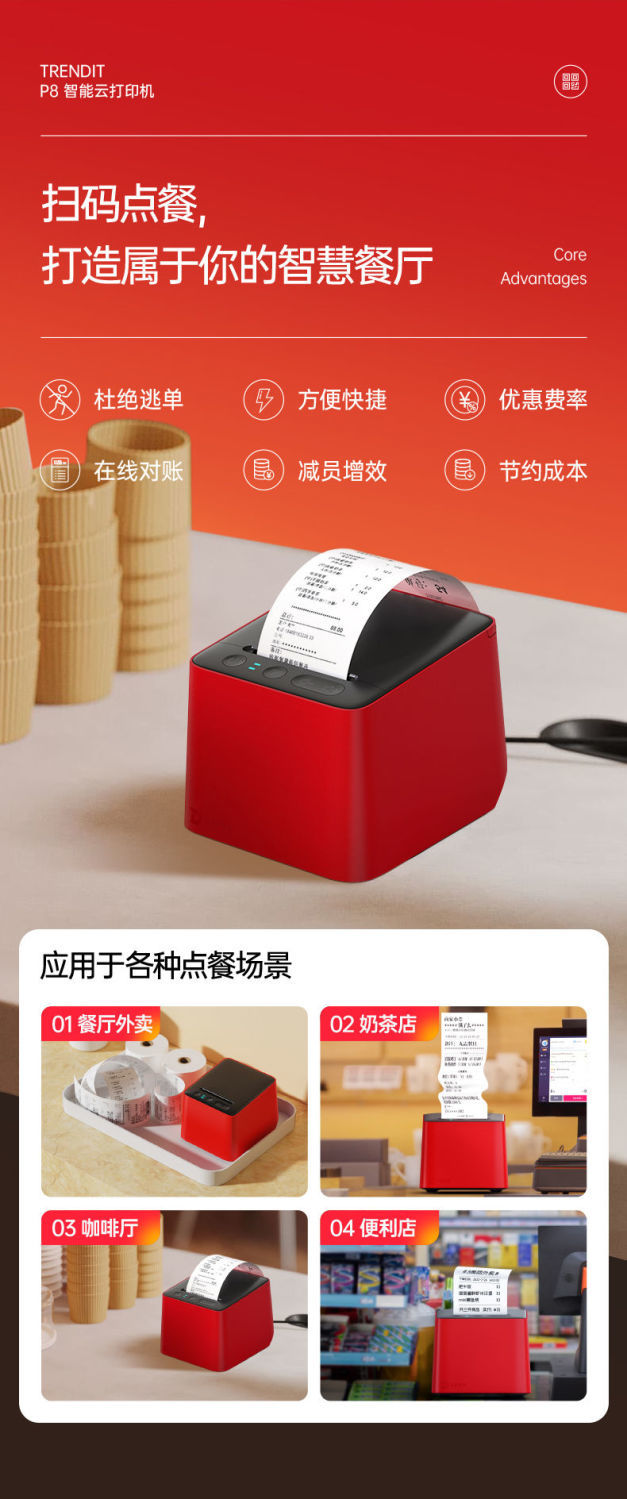 TRENDIT
P8 智能云打印机
扫码点餐,
打造属于你的智慧餐厅
Core
Advantages
杜绝逃单
方便快捷
优惠费率
在线对账
减员增效
节约成本
应用于各种点餐场景
01 餐厅外卖
02 奶茶店
03 咖啡厅
04 便利店